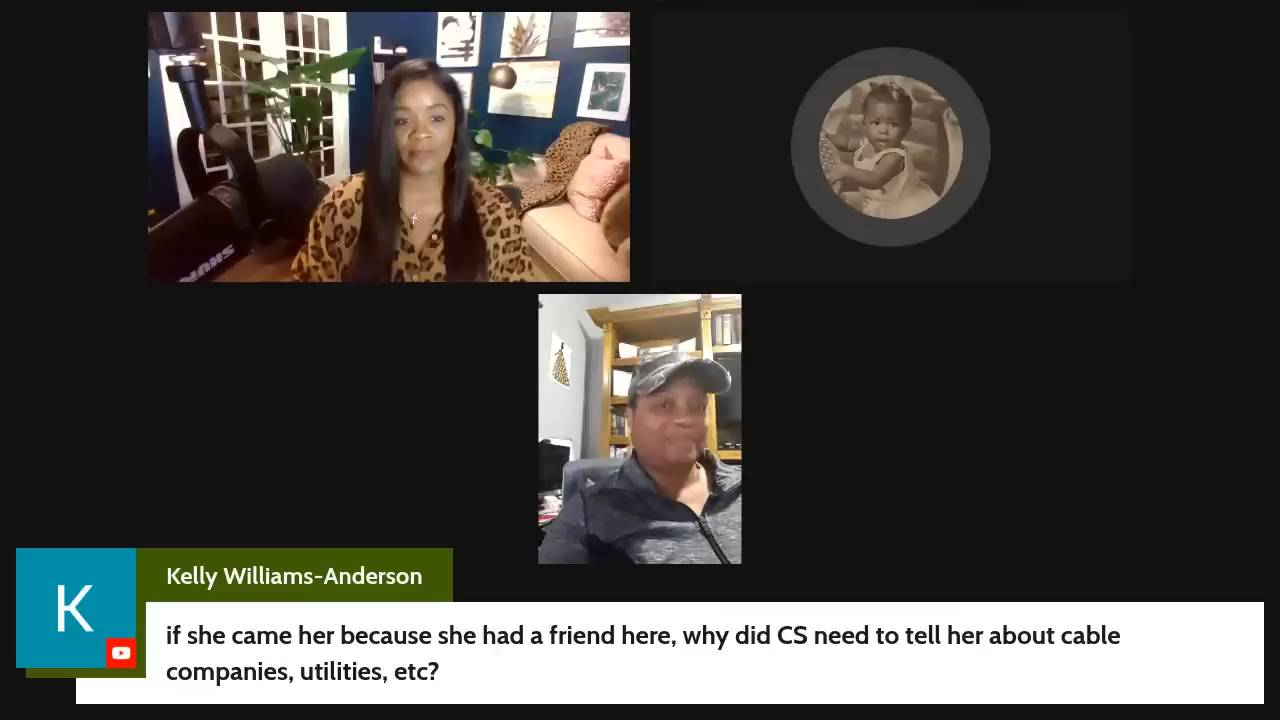 SHURE
K
Kelly Williams-Anderson
if she came her because she had a friend here, why did CS need to tell her about cable
companies, utilities, etc?